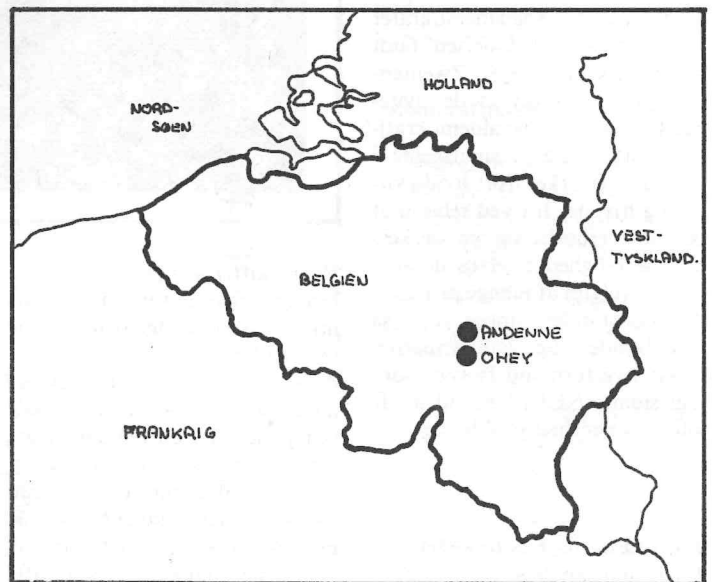 HOLLAND
NORD-
SØEN
VEST-
TYSKLAND.
BELGIEN
ANDENNE
OHEY
FRANKRIG